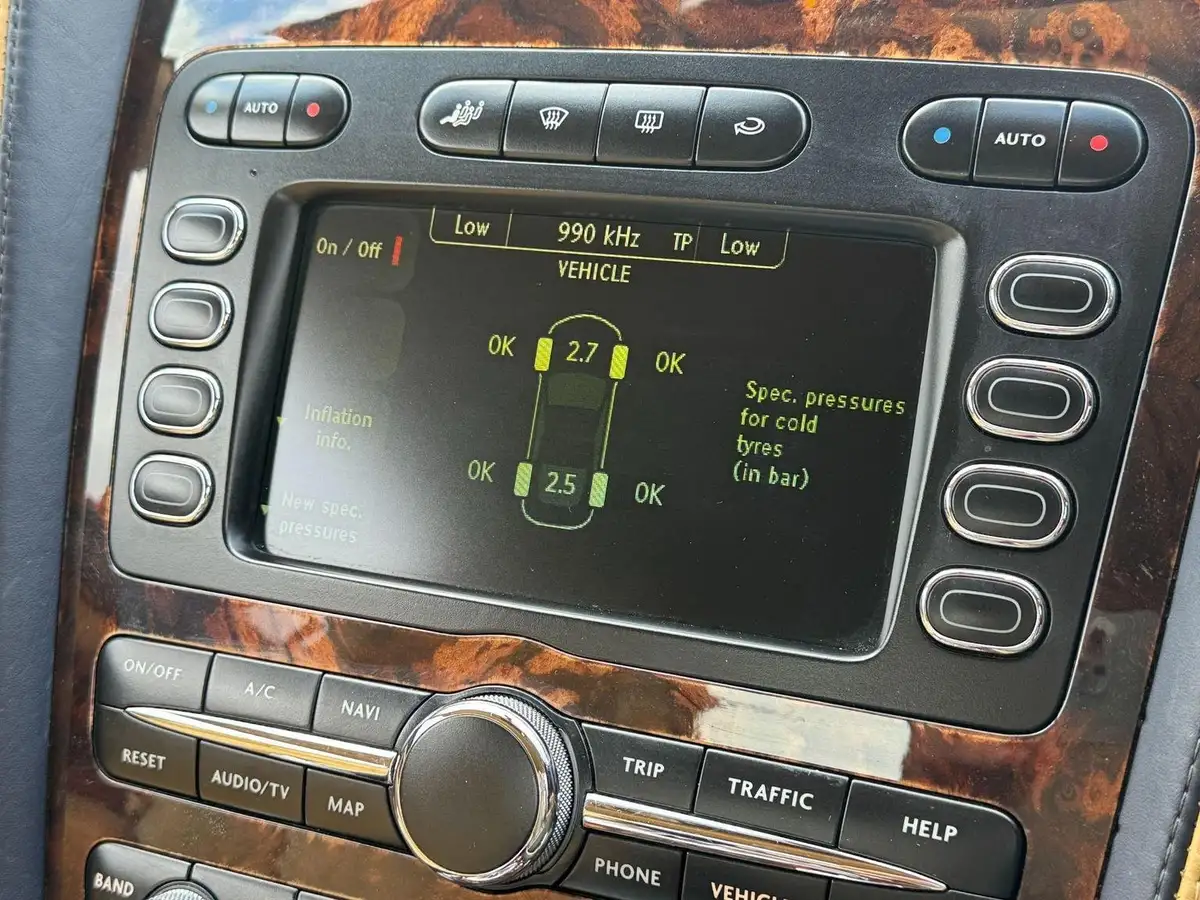 AUTO
AUTO
On / Off
Low 990 kHz TP Low
VEHICLE
OK 2.7 OK
Spec. pressures
for cold
tyres
(in bar)
Inflation
info.
OK 2.5 OK
New spec.
pressures
ON/OFF A/C NAVI
RESET AUDIO/TV MAP
TRIP TRAFFIC HELP
PHONE
BAND